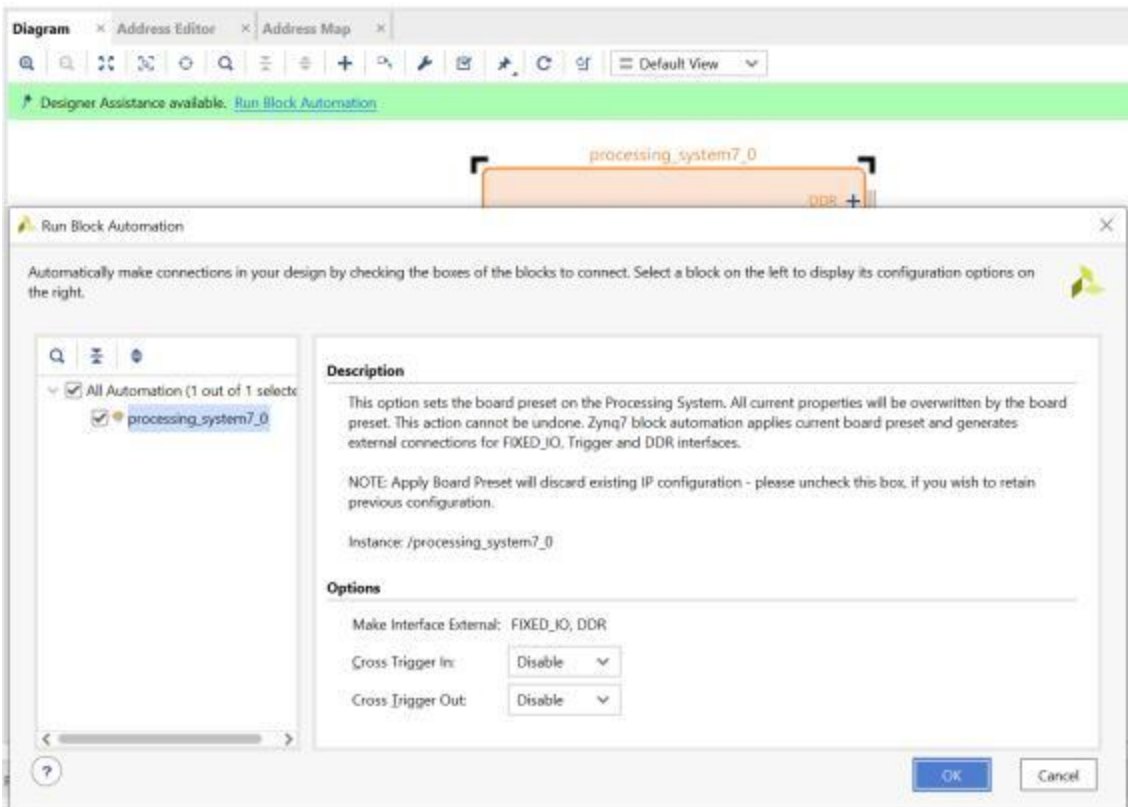 Diagram × Address Editor × Address Map ×
Default View
Designer Assistance available. Run Block Automation
processing_system7_0
DDR
Run Block Automation
Automatically make connections in your design by checking the boxes of the blocks to connect. Select a block on the left to display its configuration options on
the right.
All Automation (1 out of 1 selecte
processing_system7_0
Description
This option sets the board preset on the Processing System. All current properties will be overwritten by the board
preset. This action cannot be undone. Zynq7 block automation applies current board preset and generates
external connections for FIXED_IO, Trigger and DDR interfaces.
NOTE: Apply Board Preset will discard existing IP configuration - please uncheck this box, if you wish to retain
previous configuration.
Instance: /processing_system7_0
Options
Make Interface External: FIXED_IO, DDR
Cross Trigger In: Disable
Cross Trigger Out: Disable
?
OK Cancel